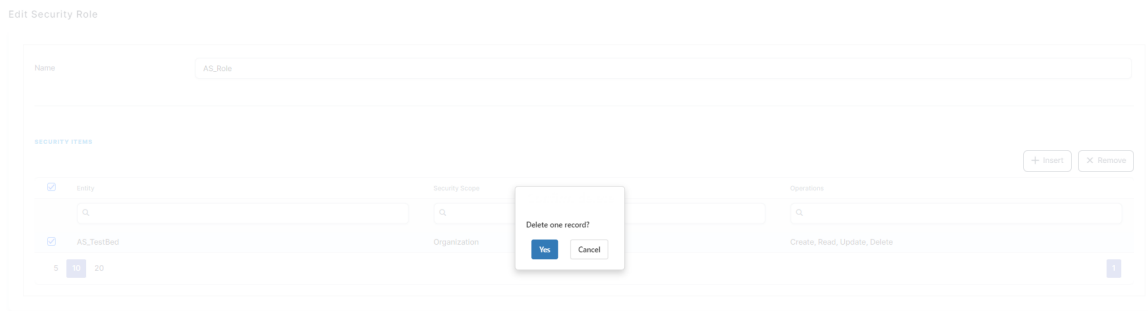 Edit Security Role
Name
AS_Role
SECURITY ITEMS
+ Insert
× Remove
Entity
Security Scope
Operations
Delete one record?
Yes
Cancel
AS_TestBed
Organization
Create, Read, Update, Delete
5
10
20
1